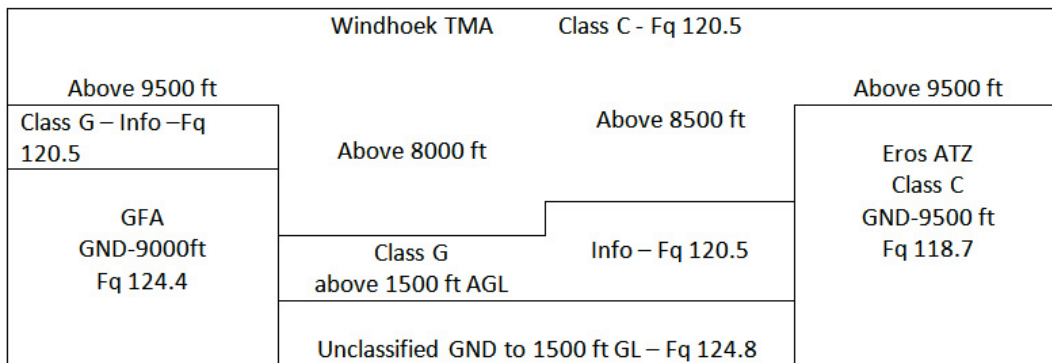 Windhoek TMA Class C - Fq 120.5
Above 9500 ft
Class G – Info –Fq
120.5
GFA
GND-9000ft
Fq 124.4
Above 8000 ft
Above 8500 ft
Class G
above 1500 ft AGL
Info – Fq 120.5
Unclassified GND to 1500 ft GL – Fq 124.8
Above 9500 ft
Eros ATZ
Class C
GND-9500 ft
Fq 118.7